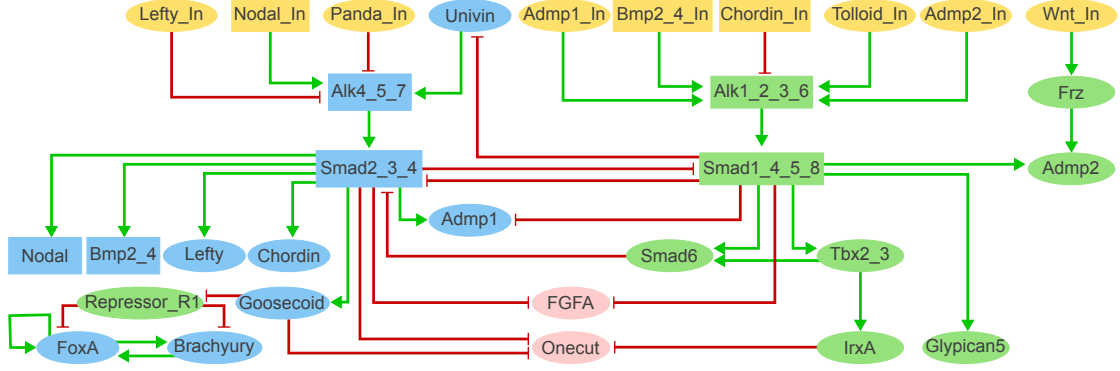 Lefty_In
Nodal_In
Panda_In
Univin
Admp1_In
Bmp2_4_In
Chordin_In
Tolloid_In
Admp2_In
Wnt_In
Alk4_5_7
Alk1_2_3_6
Frz
Smad2_3_4
Smad1_4_5_8
Admp2
Admp1
Nodal
Bmp2_4
Lefty
Chordin
Smad6
Tbx2_3
Repressor_R1
Goosecoid
FGFA
FoxA
Brachyury
Onecut
IrxA
Glypican5